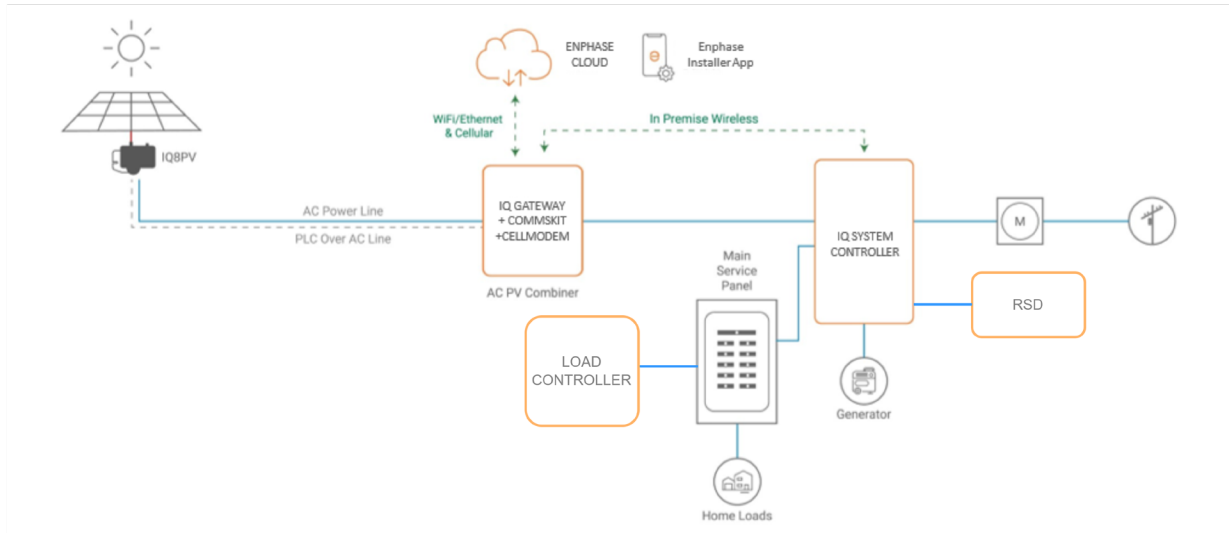 ENPHASE
CLOUD
Enphase
Installer App
WiFi/Ethernet
& Cellular
In Premise Wireless
IQ8PV
AC Power Line
PLC Over AC Line
IQ GATEWAY
+ COMMSKIT
+CELLMODEM
AC PV Combiner
IQ SYSTEM
CONTROLLER
M
Main
Service
Panel
RSD
LOAD
CONTROLLER
Generator
Home Loads